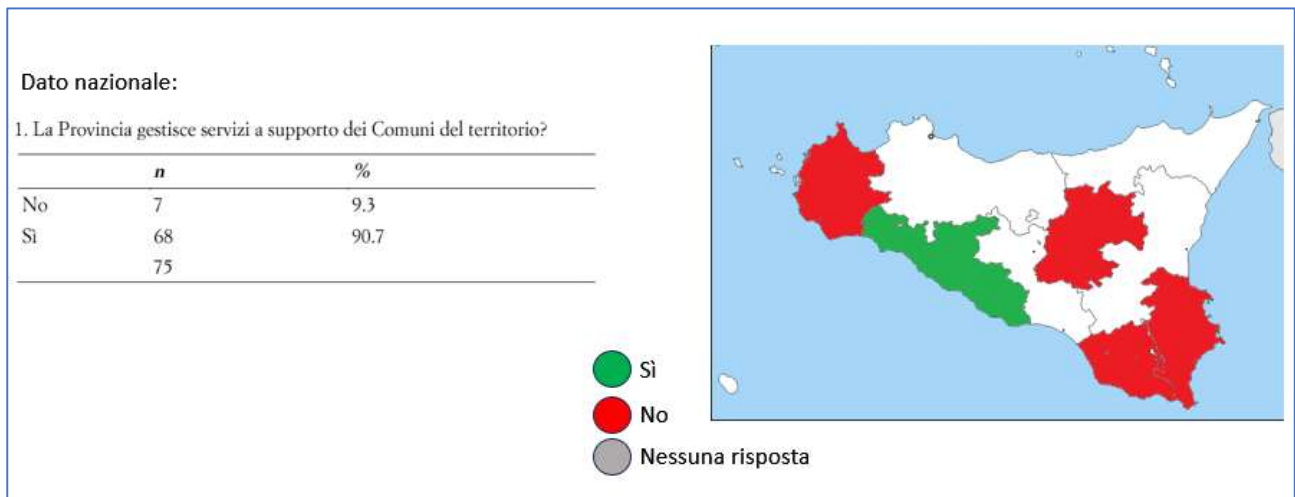 Dato nazionale:
1. La Provincia gestisce servizi a supporto dei Comuni del territorio?
n %
No 7 9.3
Sì 68 90.7
75
Sì
No
Nessuna risposta